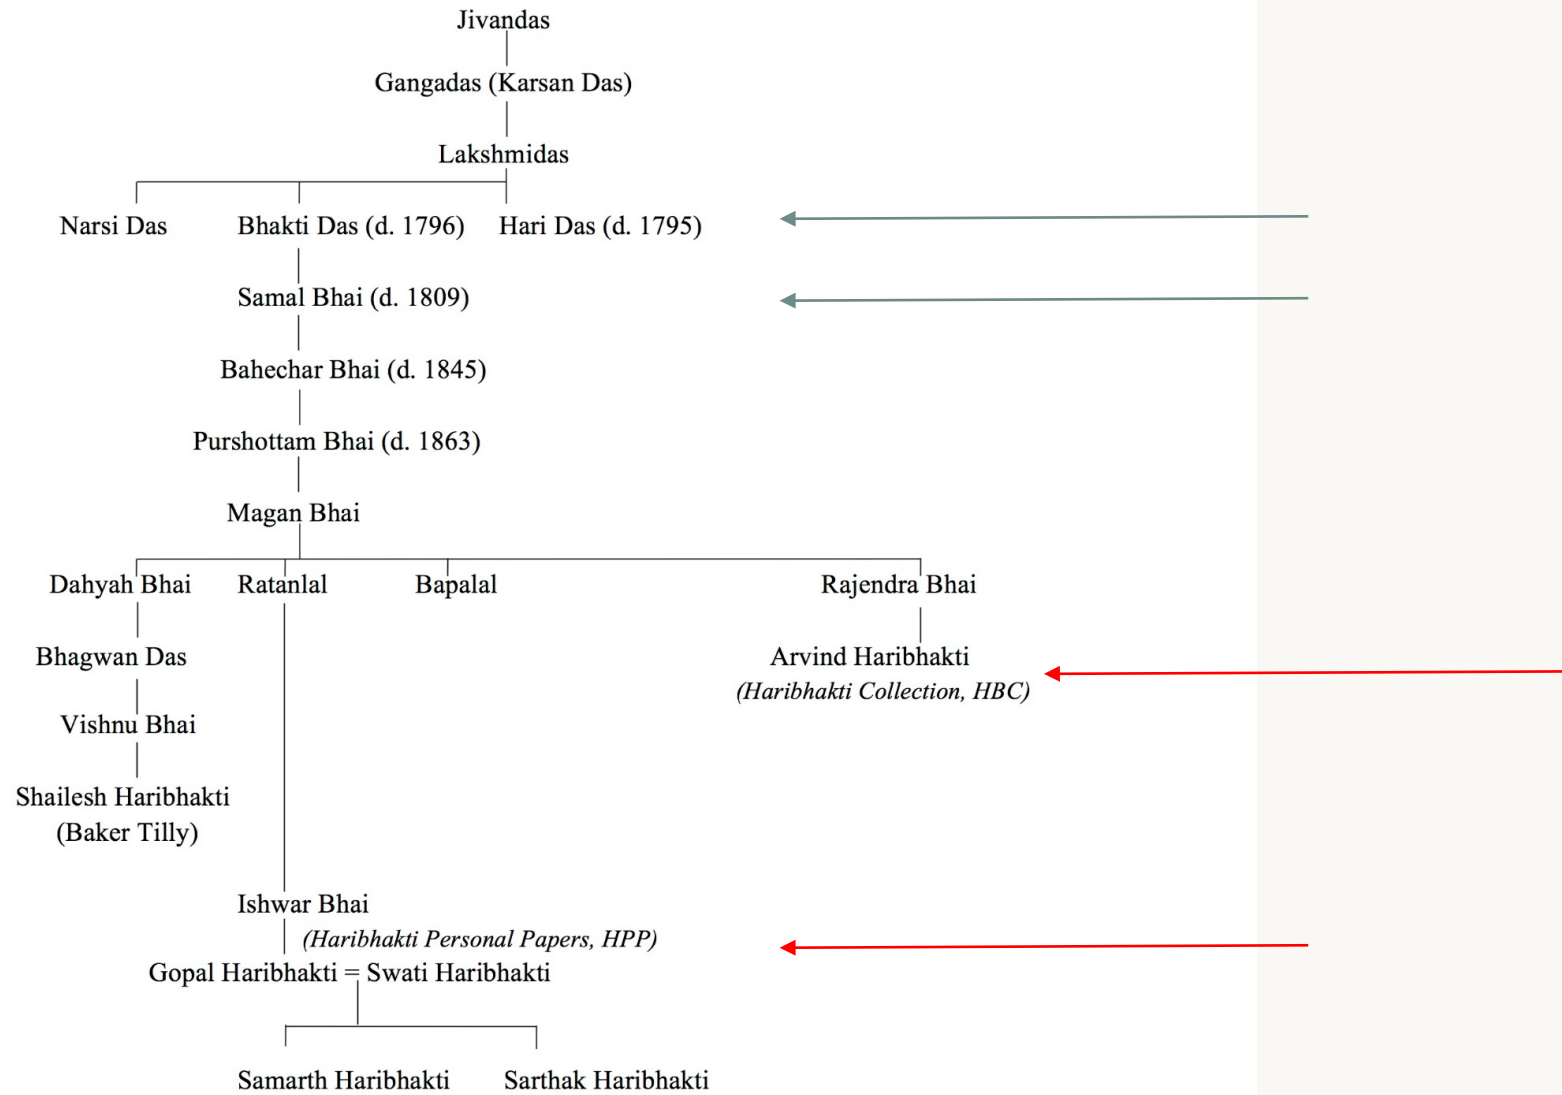 Jivandas
Gangadas (Karsan Das)
Lakshmidas
Narsi Das Bhakti Das (d. 1796) Hari Das (d. 1795)
Samal Bhai (d. 1809)
Bahechar Bhai (d. 1845)
Purshottam Bhai (d. 1863)
Magan Bhai
Dahyah Bhai Ratanlal Bapalal Rajendra Bhai
Bhagwan Das Arvind Haribhakti
(Haribhakti Collection, HBC)
Vishnu Bhai
Shailesh Haribhakti
(Baker Tilly)
Ishwar Bhai
(Haribhakti Personal Papers, HPP)
Gopal Haribhakti = Swati Haribhakti
Samarth Haribhakti Sarthak Haribhakti